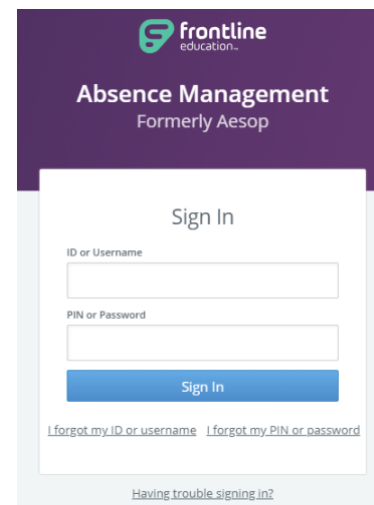 frontline
education™
Absence Management
Formerly Aesop
Sign In
ID or Username
PIN or Password
Sign In
I forgot my ID or username I forgot my PIN or password
Having trouble signing in?